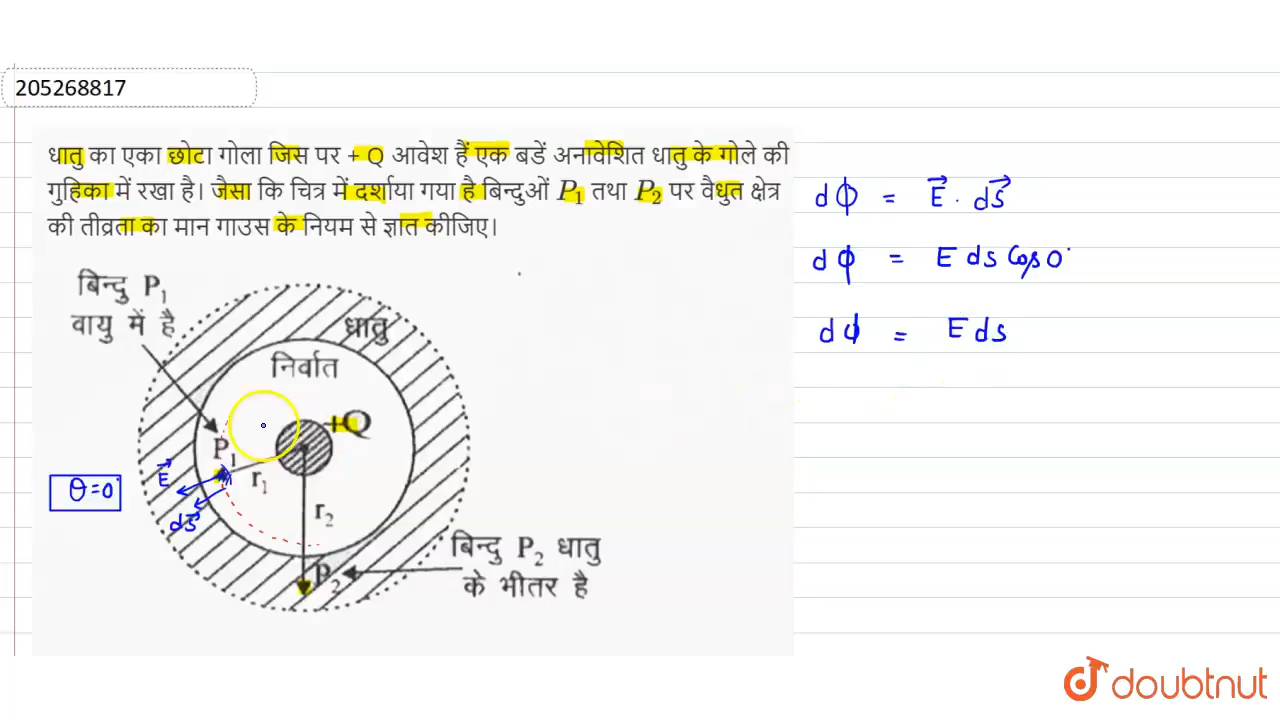 205268817
धातु का एका छोटा गोला जिस पर + Q आवेश हैं एक बडें अनावेशित धातु के गोले की
गुहिका में रखा है। जैसा कि चित्र में दर्शाया गया है बिन्दुओं P₁ तथा P₂ पर वैधुत क्षेत्र
की तीव्रता का मान गाउस के नियम से ज्ञात कीजिए।
बिन्दु P₁
वायु में है
धातु
निर्वात
+Q
P₁
r₁
E⃗
θ=0°
dS⃗
r₂
P₂
बिन्दु P₂ धातु
के भीतर है
dϕ = E⃗ . dS⃗
dϕ = E ds Cos 0°
dϕ = E ds
doubtnut